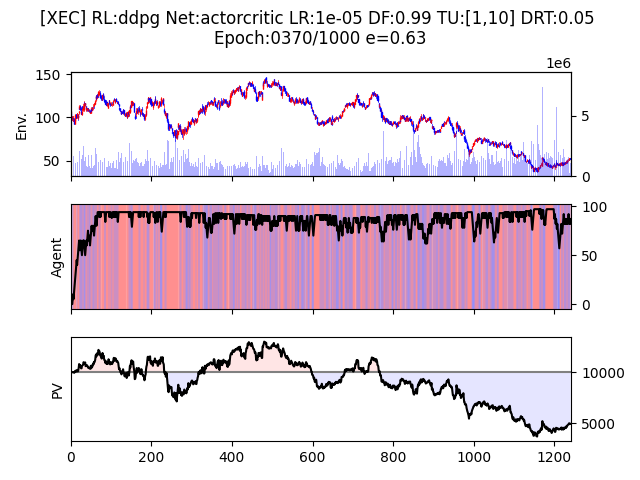 [XEC] RL:ddpg Net:actorcritic LR:1e-05 DF:0.99 TU:[1,10] DRT:0.05
Epoch:0370/1000 e=0.63
1e6
150
100
50
Env.
5
0
Agent
100
50
0
PV
10000
5000
0
200
400
600
800
1000
1200